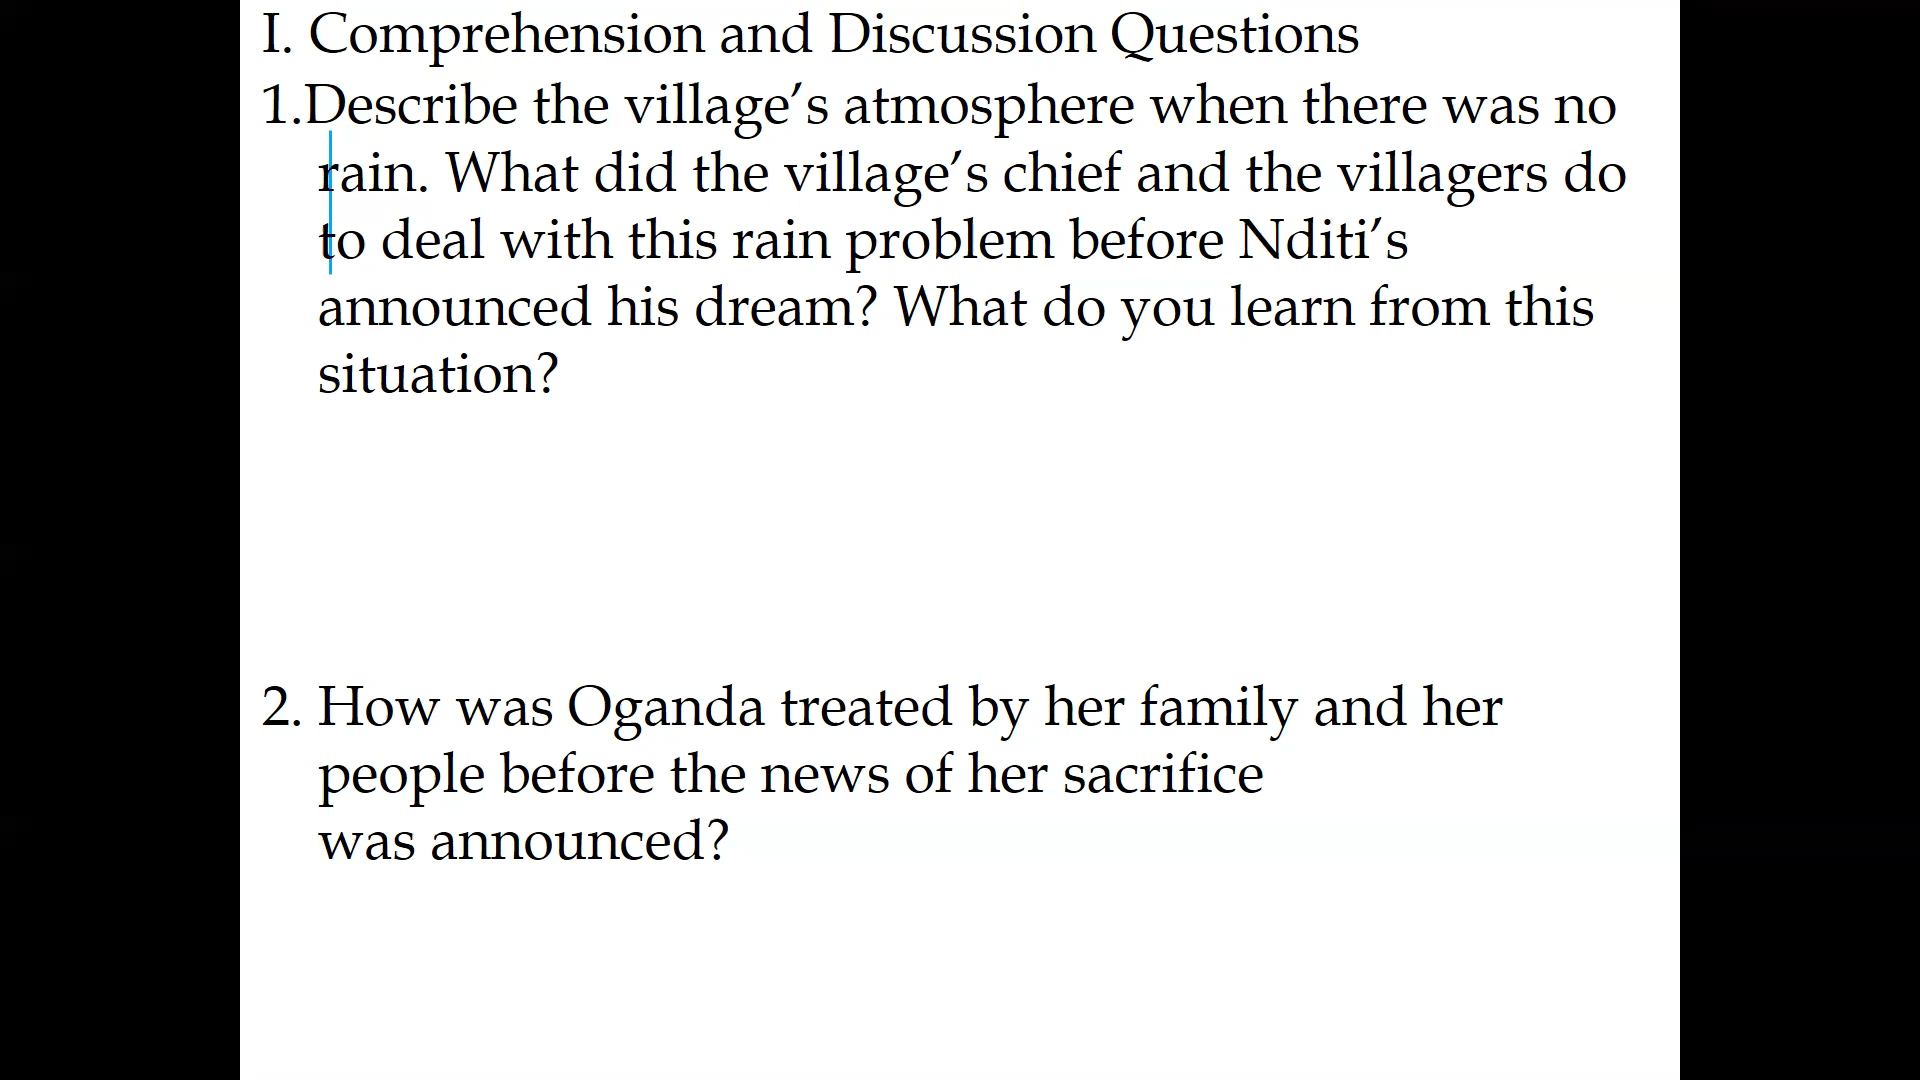 I. Comprehension and Discussion Questions
1.Describe the village’s atmosphere when there was no
rain. What did the village’s chief and the villagers do
to deal with this rain problem before Nditi’s
announced his dream? What do you learn from this
situation?
2. How was Oganda treated by her family and her
people before the news of her sacrifice
was announced?